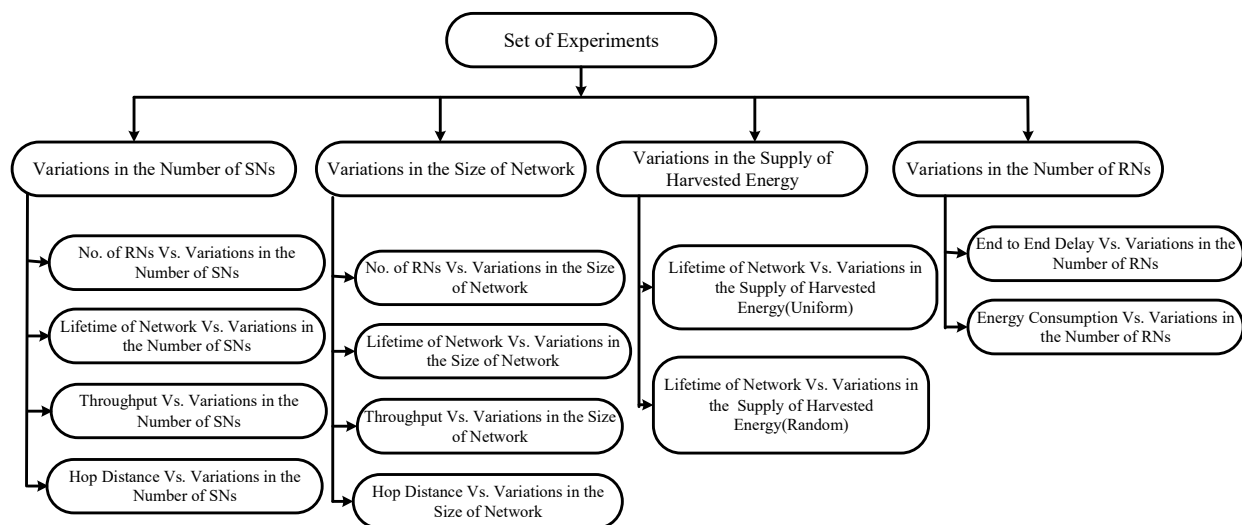 Set of Experiments
Variations in the Number of SNs
Variations in the Size of Network
Variations in the Supply of
Harvested Energy
Variations in the Number of RNs
No. of RNs Vs. Variations in the
Number of SNs
Lifetime of Network Vs. Variations in
the Number of SNs
Throughput Vs. Variations in the
Number of SNs
Hop Distance Vs. Variations in the
Number of SNs
No. of RNs Vs. Variations in the Size
of Network
Lifetime of Network Vs. Variations in
the Size of Network
Throughput Vs. Variations in the Size
of Network
Hop Distance Vs. Variations in the
Size of Network
Lifetime of Network Vs. Variations in
the Supply of Harvested
Energy(Uniform)
Lifetime of Network Vs. Variations in
the Supply of Harvested
Energy(Random)
End to End Delay Vs. Variations in the
Number of RNs
Energy Consumption Vs. Variations in
the Number of RNs